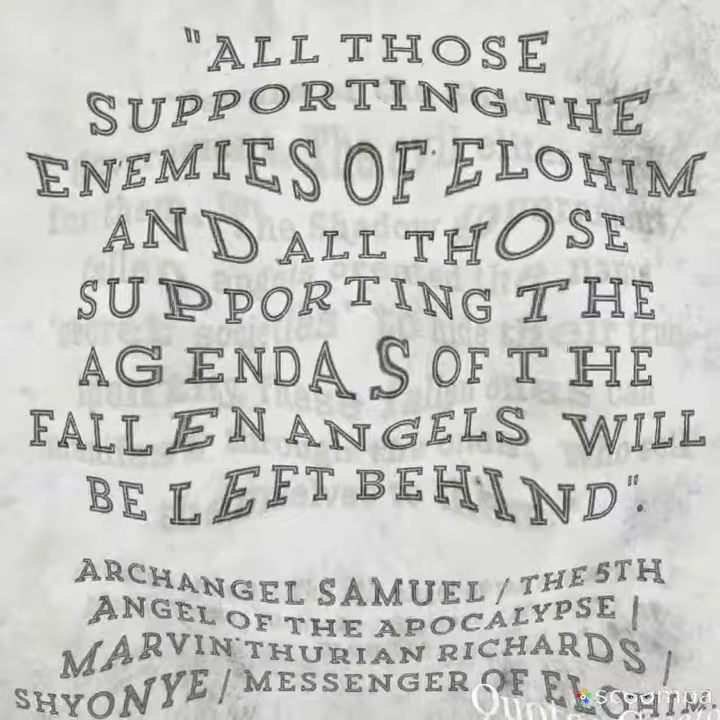 "ALL THOSE
SUPPORTING THE
ENEMIES OF ELOHIM
AND ALL THOSE
SUPPORTING THE
AGENDAS OF THE
FALLEN ANGELS WILL
BE LEFT BEHIND".
ARCHANGEL SAMUEL / THE 5TH
ANGEL OF THE APOCALYPSE /
MARVIN THURIAN RICHARDS /
SHYONYE / MESSENGER OF ELOHIM.
scoompa